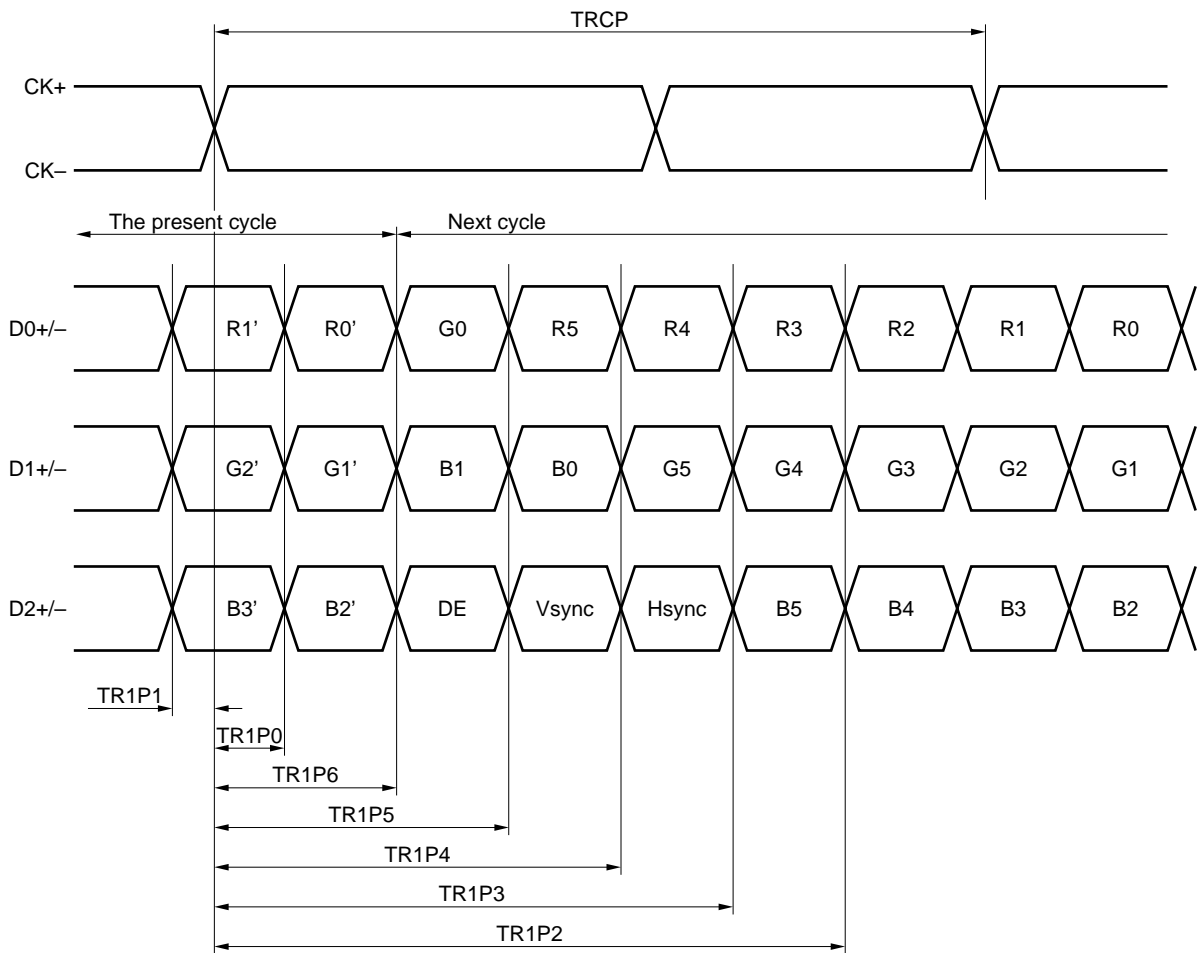 TRCP
CK+
CK–
The present cycle Next cycle
D0+/– R1’ R0’ G0 R5 R4 R3 R2 R1 R0
D1+/– G2’ G1’ B1 B0 G5 G4 G3 G2 G1
D2+/– B3’ B2’ DE Vsync Hsync B5 B4 B3 B2
TR1P1
TR1P0
TR1P6
TR1P5
TR1P4
TR1P3
TR1P2